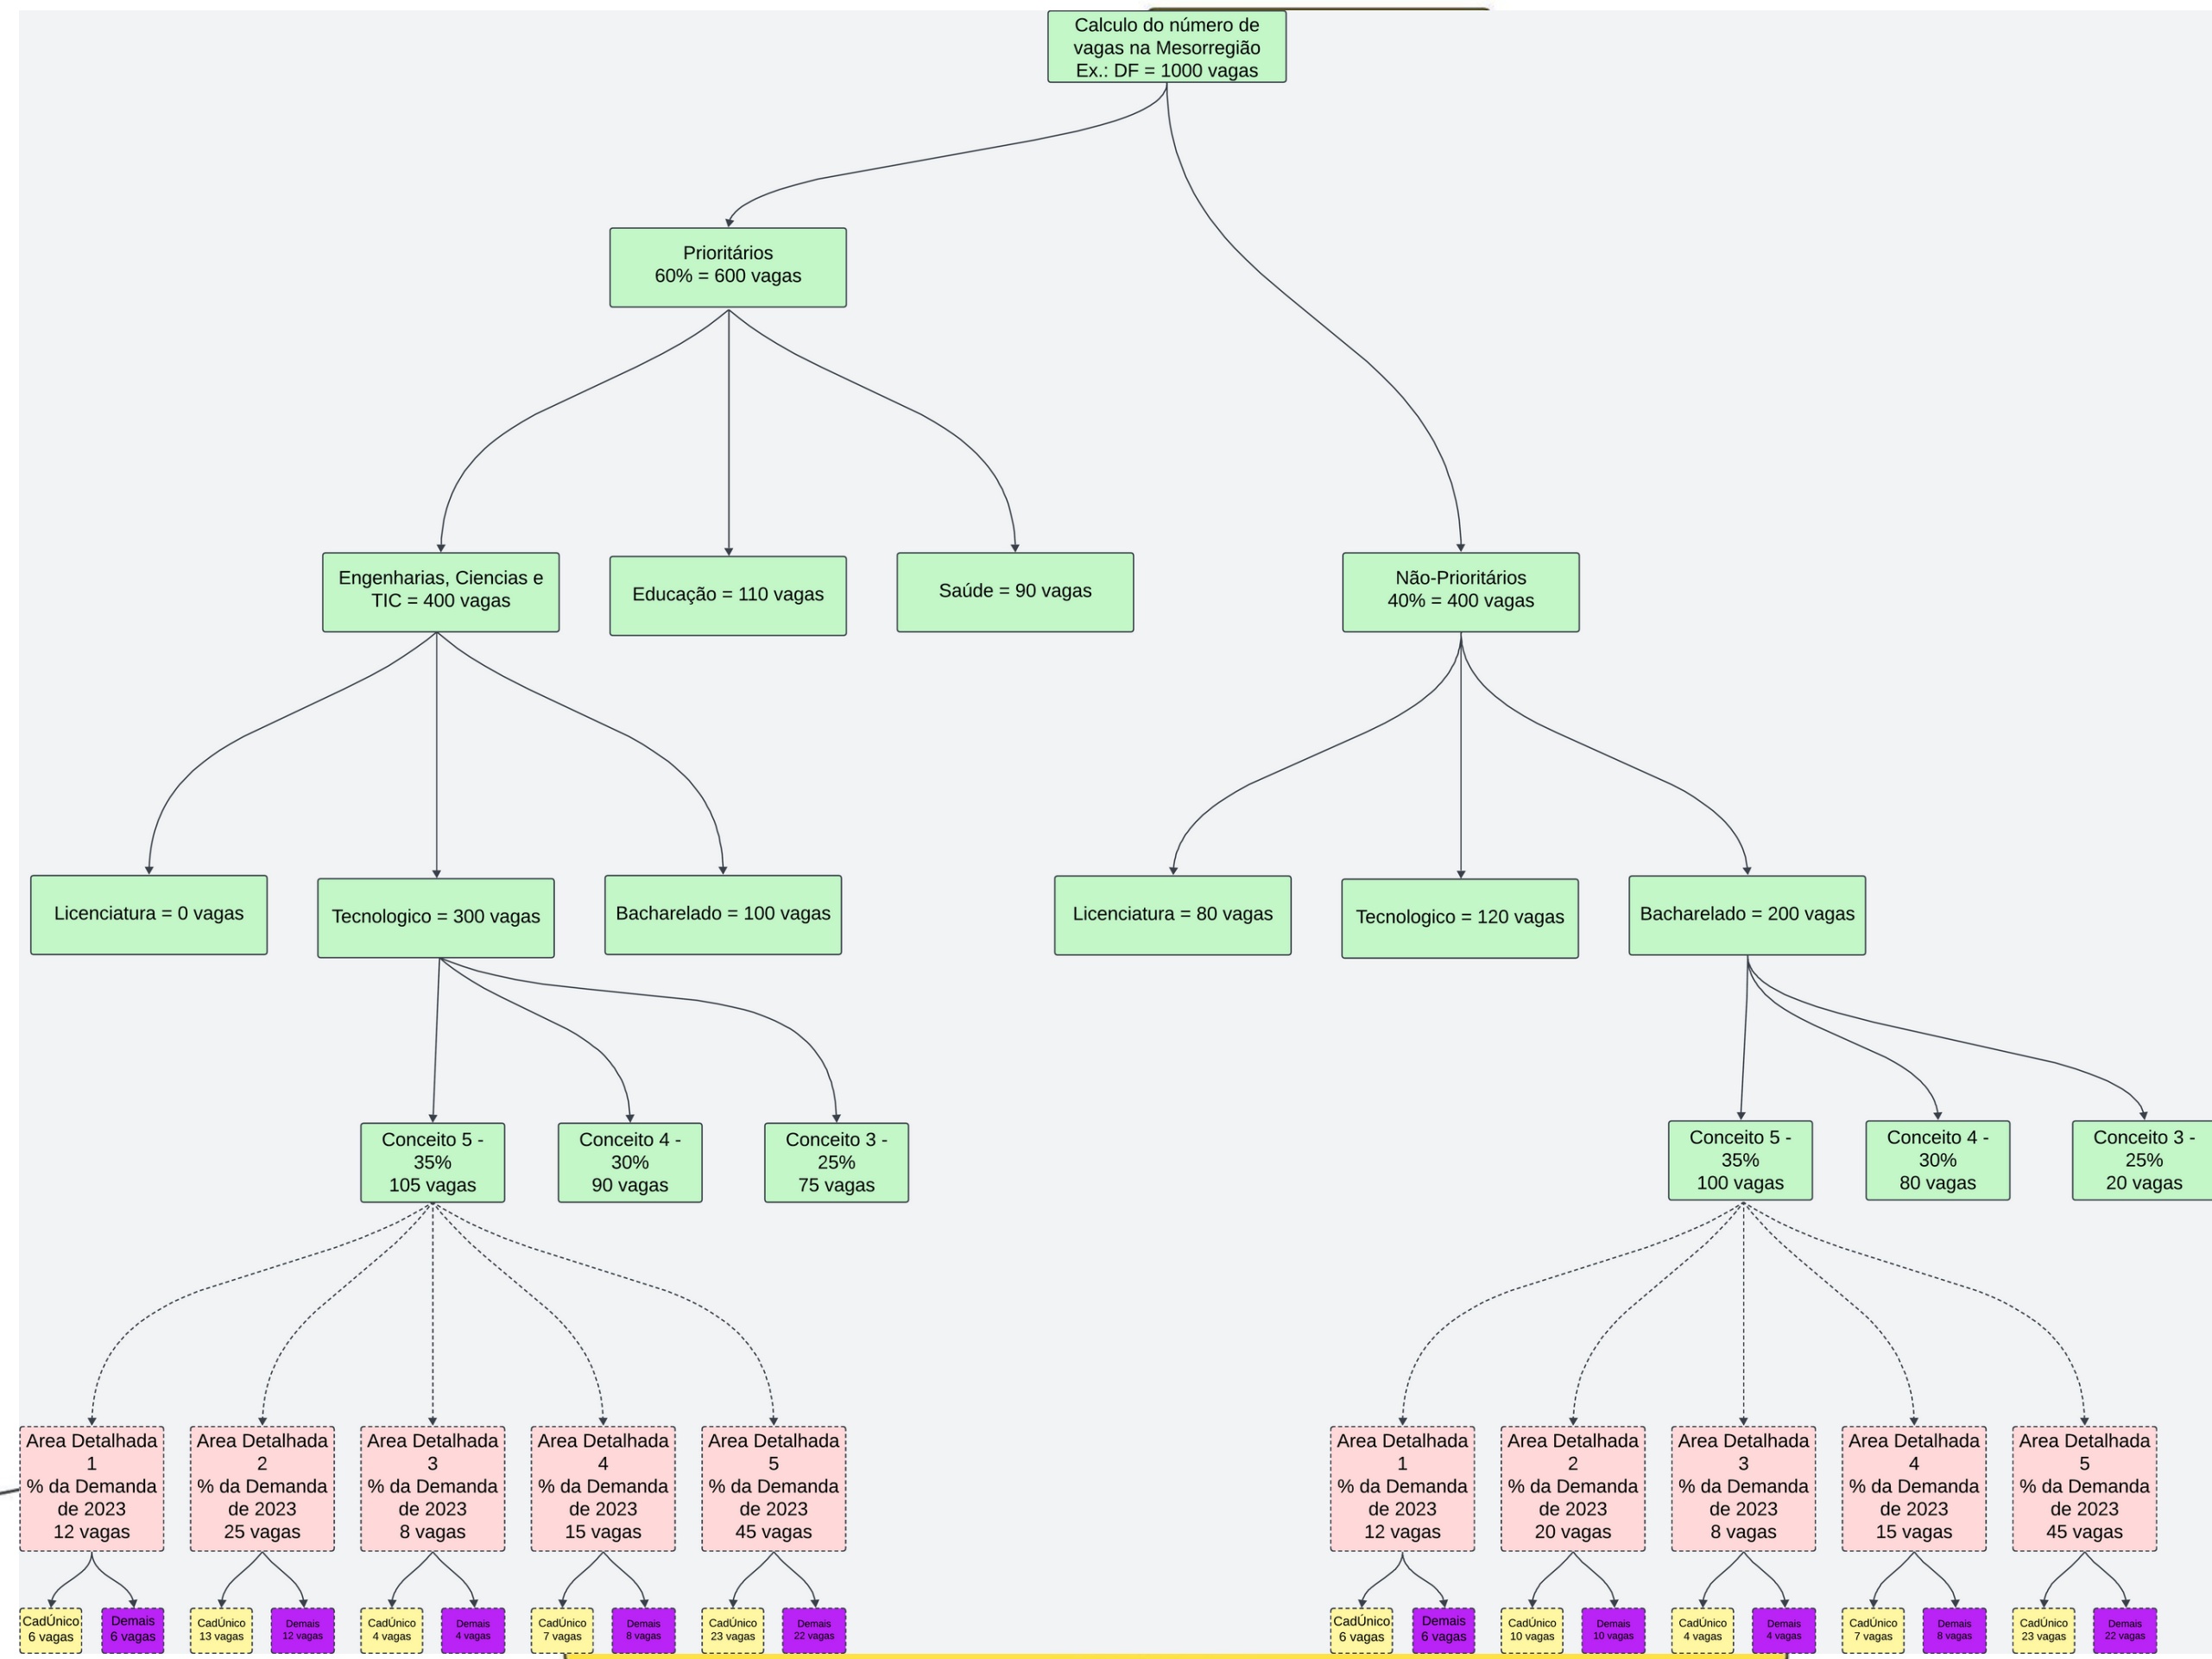 Calculo do número de
vagas na Mesorregião
Ex.: DF = 1000 vagas
Prioritários
60% = 600 vagas
Engenharias, Ciencias e
TIC = 400 vagas
Educação = 110 vagas
Saúde = 90 vagas
Não-Prioritários
40% = 400 vagas
Licenciatura = 0 vagas
Tecnologico = 300 vagas
Bacharelado = 100 vagas
Licenciatura = 80 vagas
Tecnologico = 120 vagas
Bacharelado = 200 vagas
Conceito 5 -
35%
105 vagas
Conceito 4 -
30%
90 vagas
Conceito 3 -
25%
75 vagas
Conceito 5 -
35%
100 vagas
Conceito 4 -
30%
80 vagas
Conceito 3 -
25%
20 vagas
Area Detalhada
1
% da Demanda
de 2023
12 vagas
Area Detalhada
2
% da Demanda
de 2023
25 vagas
Area Detalhada
3
% da Demanda
de 2023
8 vagas
Area Detalhada
4
% da Demanda
de 2023
15 vagas
Area Detalhada
5
% da Demanda
de 2023
45 vagas
Area Detalhada
1
% da Demanda
de 2023
12 vagas
Area Detalhada
2
% da Demanda
de 2023
20 vagas
Area Detalhada
3
% da Demanda
de 2023
8 vagas
Area Detalhada
4
% da Demanda
de 2023
15 vagas
Area Detalhada
5
% da Demanda
de 2023
45 vagas
CadÚnico
6 vagas
Demais
6 vagas
CadÚnico
13 vagas
Demais
12 vagas
CadÚnico
4 vagas
Demais
4 vagas
CadÚnico
7 vagas
Demais
8 vagas
CadÚnico
23 vagas
Demais
22 vagas
CadÚnico
6 vagas
Demais
6 vagas
CadÚnico
10 vagas
Demais
10 vagas
CadÚnico
4 vagas
Demais
4 vagas
CadÚnico
7 vagas
Demais
8 vagas
CadÚnico
23 vagas
Demais
22 vagas